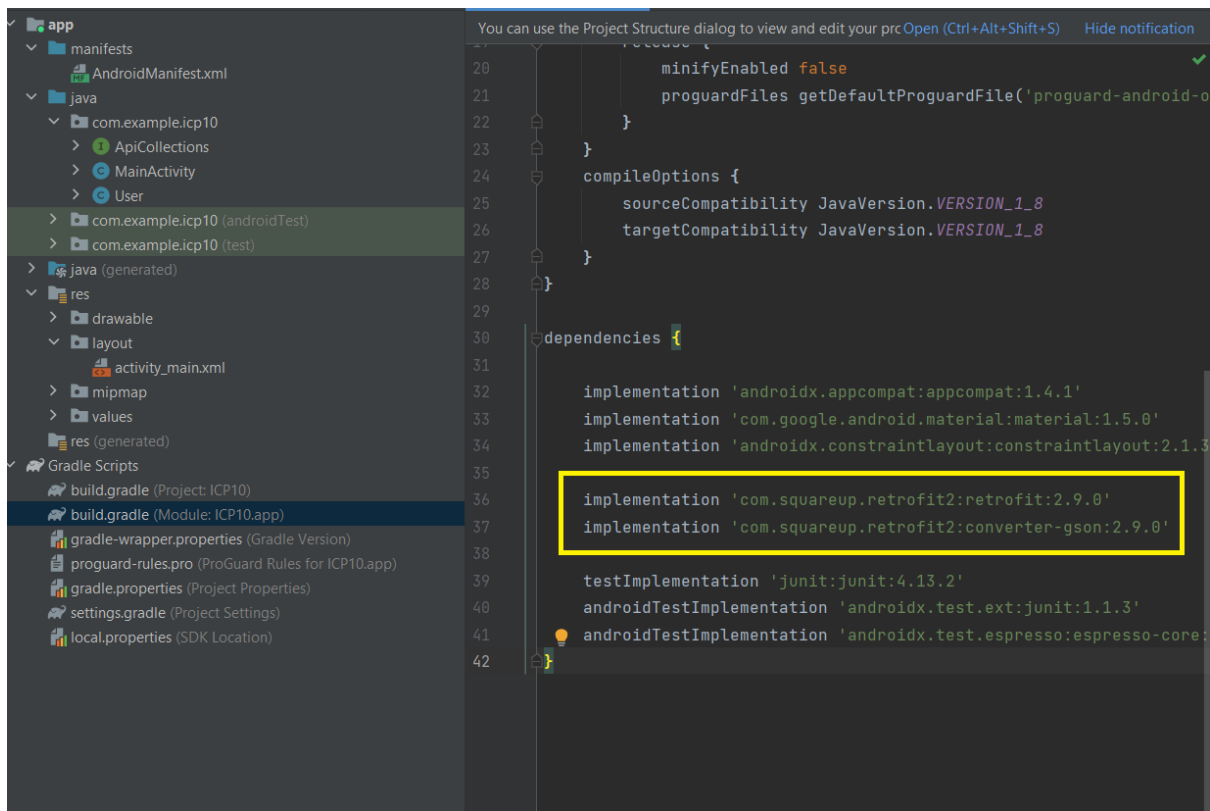 app
manifests
AndroidManifest.xml
java
com.example.icp10
ApiCollections
MainActivity
User
com.example.icp10 (androidTest)
com.example.icp10 (test)
java (generated)
res
drawable
layout
activity_main.xml
mipmap
values
res (generated)
Gradle Scripts
build.gradle (Project: ICP10)
build.gradle (Module: ICP10.app)
gradle-wrapper.properties (Gradle Version)
proguard-rules.pro (ProGuard Rules for ICP10.app)
gradle.properties (Project Properties)
settings.gradle (Project Settings)
local.properties (SDK Location)
You can use the Project Structure dialog to view and edit your prc Open (Ctrl+Alt+Shift+S) Hide notification
19 release {
20 minifyEnabled false
21 proguardFiles getDefaultProguardFile('proguard-android-o
22 }
23 }
24 compileOptions {
25 sourceCompatibility JavaVersion.VERSION_1_8
26 targetCompatibility JavaVersion.VERSION_1_8
27 }
28 }
29
30 dependencies {
31
32 implementation 'androidx.appcompat:appcompat:1.4.1'
33 implementation 'com.google.android.material:material:1.5.0'
34 implementation 'androidx.constraintlayout:constraintlayout:2.1.3
35
36 implementation 'com.squareup.retrofit2:retrofit:2.9.0'
37 implementation 'com.squareup.retrofit2:converter-gson:2.9.0'
38
39 testImplementation 'junit:junit:4.13.2'
40 androidTestImplementation 'androidx.test.ext:junit:1.1.3'
41 androidTestImplementation 'androidx.test.espresso:espresso-core:
42 }